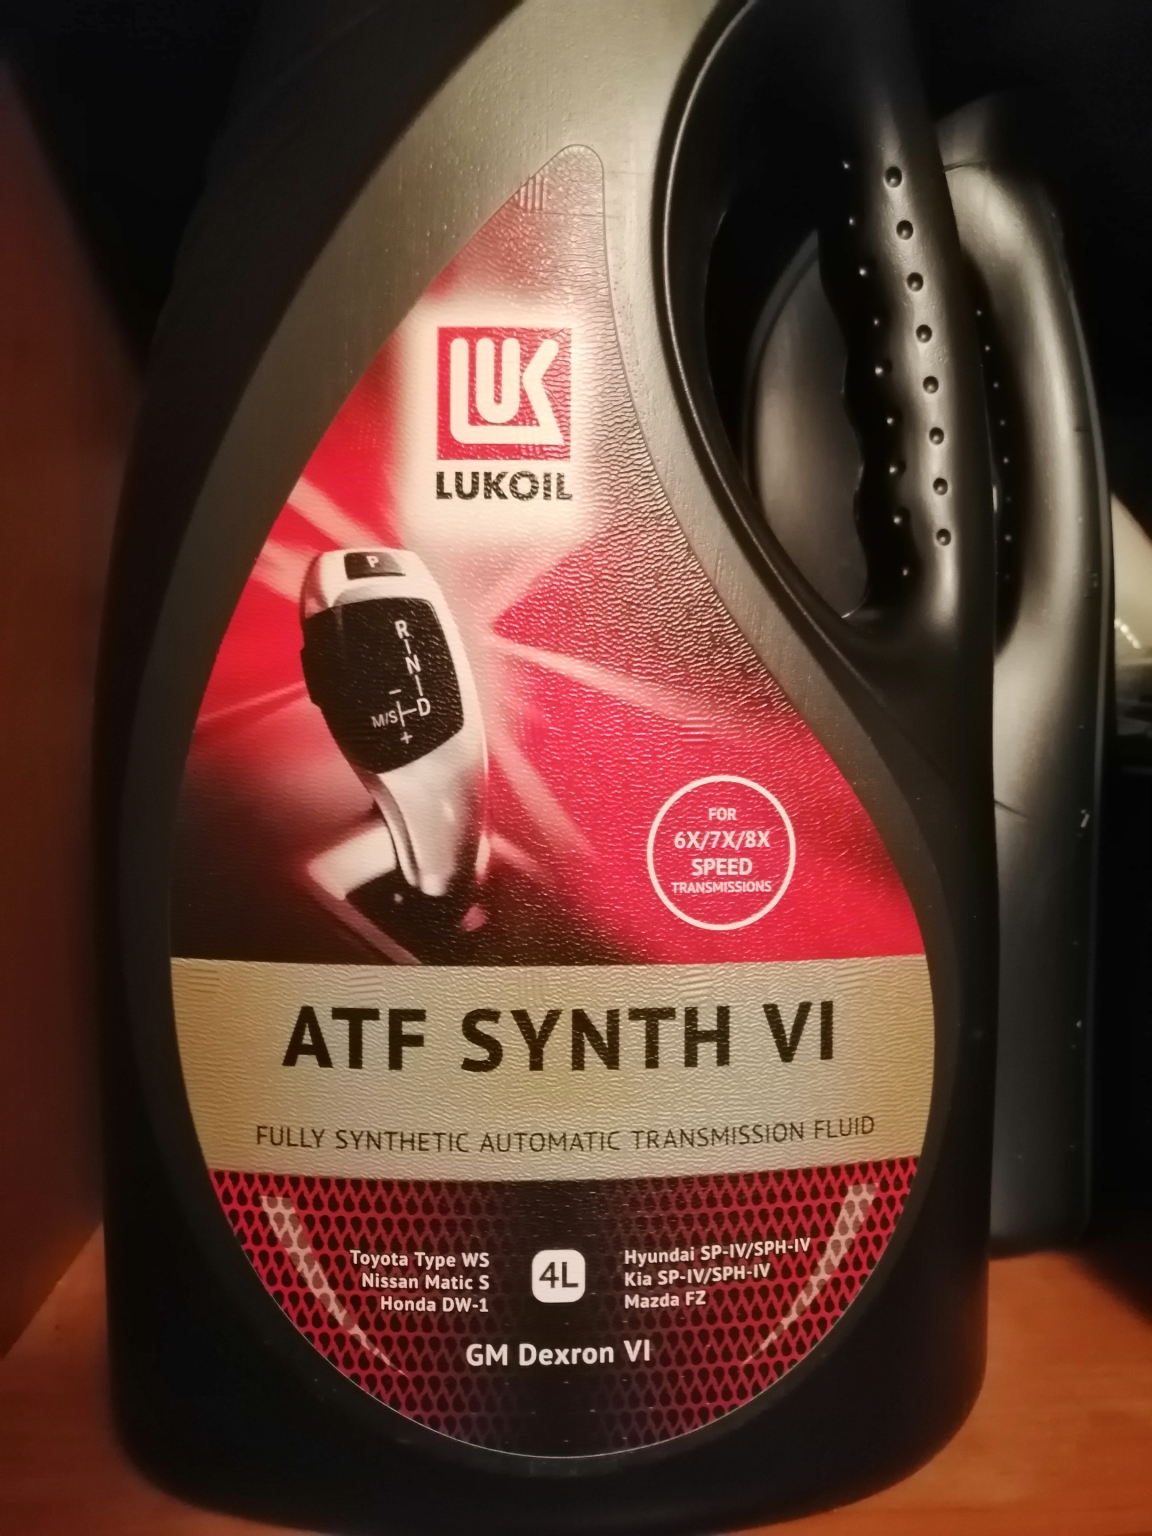 LUK
LUKOIL
P
R
N
D
M/S
−
+
FOR
6X/7X/8X
SPEED
TRANSMISSIONS
ATF SYNTH VI
FULLY SYNTHETIC AUTOMATIC TRANSMISSION FLUID
Toyota Type WS
Nissan Matic S
Honda DW-1
4L
Hyundai SP-IV/SPH-IV
Kia SP-IV/SPH-IV
Mazda FZ
GM Dexron VI